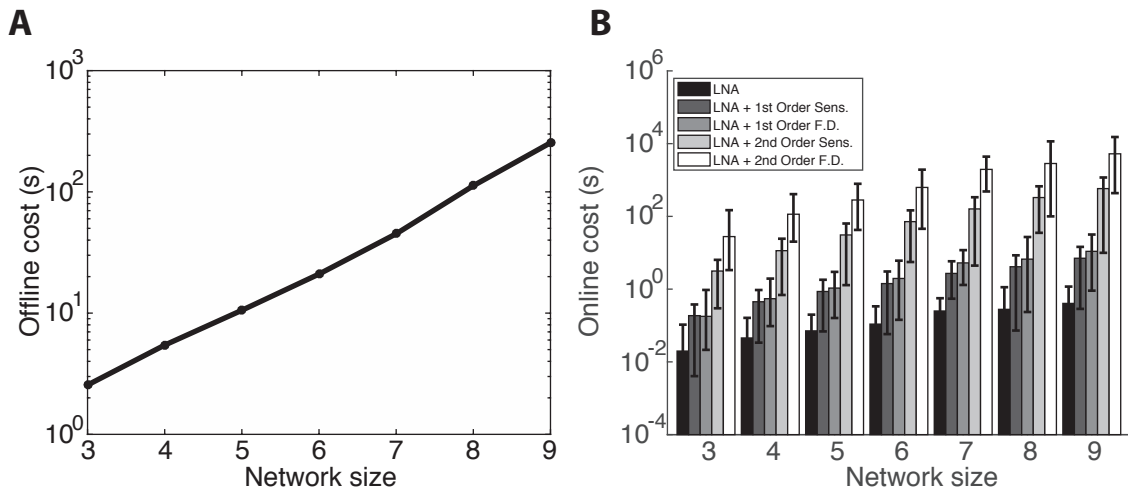 A
Offline cost (s)
10^3
10^2
10^1
10^0
3 4 5 6 7 8 9
Network size
B
Online cost (s)
10^6
10^4
10^2
10^0
10^-2
10^-4
LNA
LNA + 1st Order Sens.
LNA + 1st Order F.D.
LNA + 2nd Order Sens.
LNA + 2nd Order F.D.
3 4 5 6 7 8 9
Network size